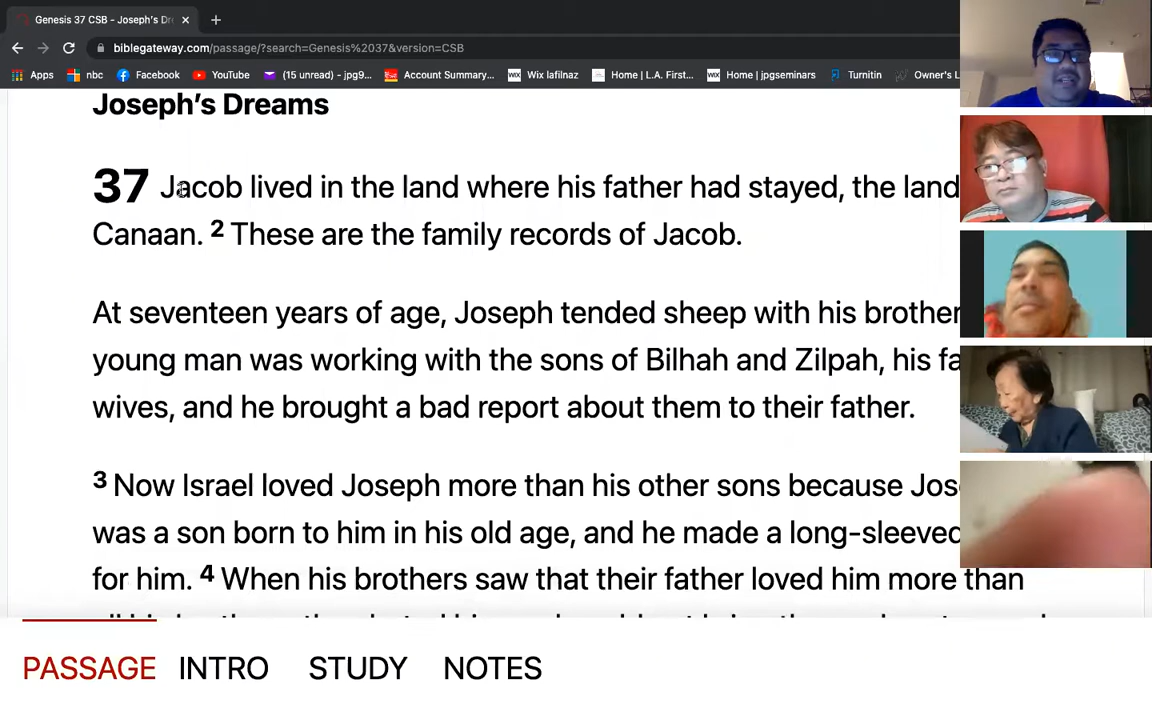 Genesis 37 CSB - Joseph's Dr
biblegateway.com/passage/?search=Genesis%2037&version=CSB
Apps nbc Facebook YouTube (15 unread) - jpg9... Account Summary... Wix lafilnaz Home | L.A. First... Home | jpgseminars Turnitin Owner's L
Joseph's Dreams
37 Jacob lived in the land where his father had stayed, the land
Canaan. 2 These are the family records of Jacob.
At seventeen years of age, Joseph tended sheep with his brother
young man was working with the sons of Bilhah and Zilpah, his fa
wives, and he brought a bad report about them to their father.
3 Now Israel loved Joseph more than his other sons because Jos
was a son born to him in his old age, and he made a long-sleeved
for him. 4 When his brothers saw that their father loved him more than
PASSAGE INTRO STUDY NOTES